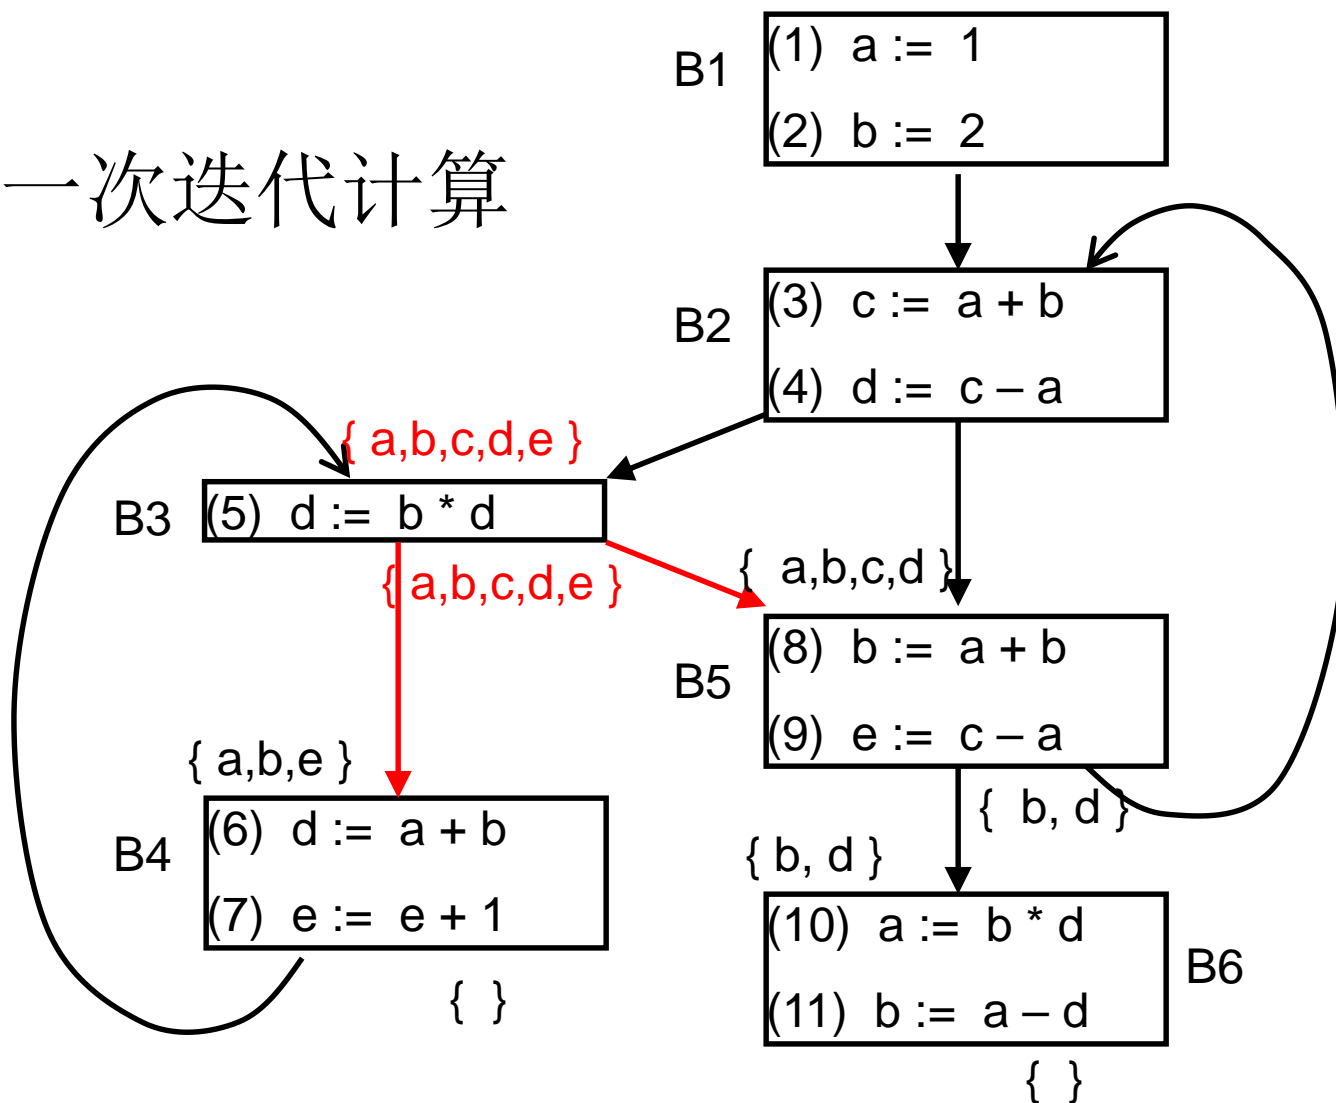 B1
(1) a := 1
(2) b := 2
一次迭代计算
B2
(3) c := a + b
(4) d := c – a
{ a,b,c,d,e }
B3
(5) d := b * d
{ a,b,c,d,e }
{ a,b,c,d }
B5
(8) b := a + b
(9) e := c – a
{ a,b,e }
{ b, d }
B4
(6) d := a + b
(7) e := e + 1
{ }
{ b, d }
(10) a := b * d
(11) b := a – d
B6
{ }